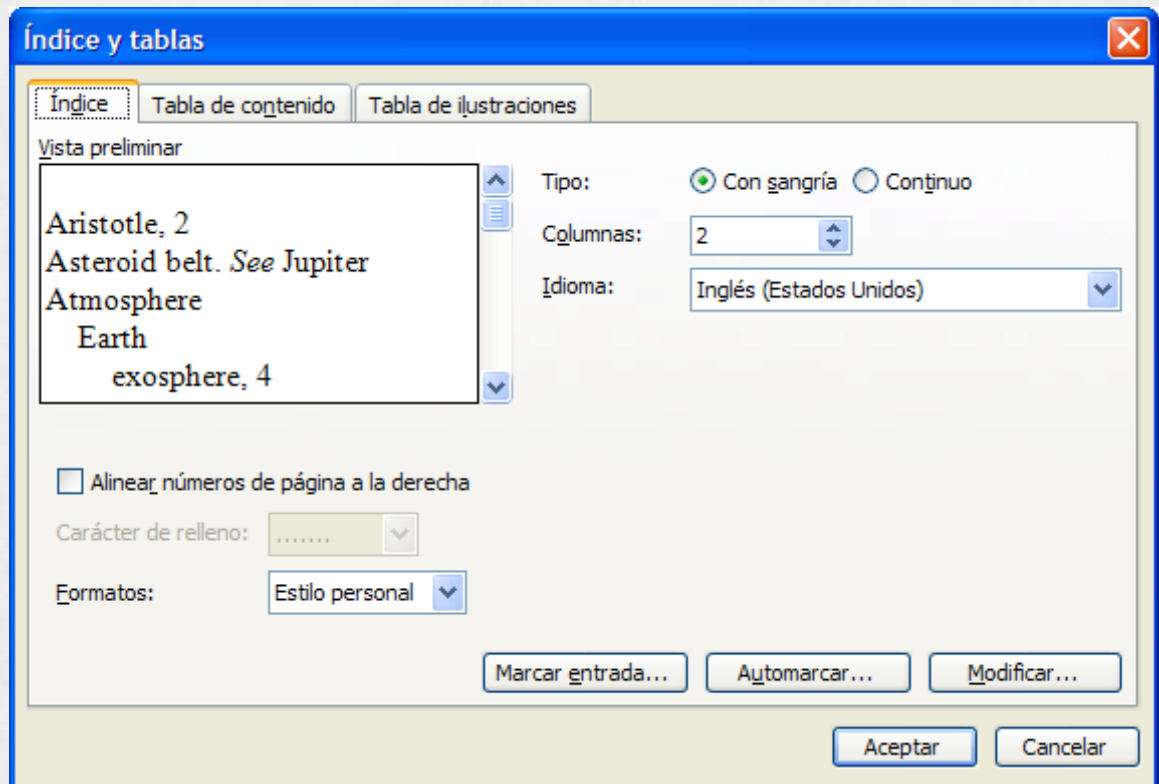 Índice y tablas
Índice
Tabla de contenido
Tabla de ilustraciones
Vista preliminar
Aristotle, 2
Asteroid belt. See Jupiter
Atmosphere
Earth
exosphere, 4
Tipo: Con sangría Continuo
Columnas: 2
Idioma: Inglés (Estados Unidos)
Alinear números de página a la derecha
Carácter de relleno: .......
Formatos: Estilo personal
Marcar entrada...
Automarcar...
Modificar...
Aceptar
Cancelar